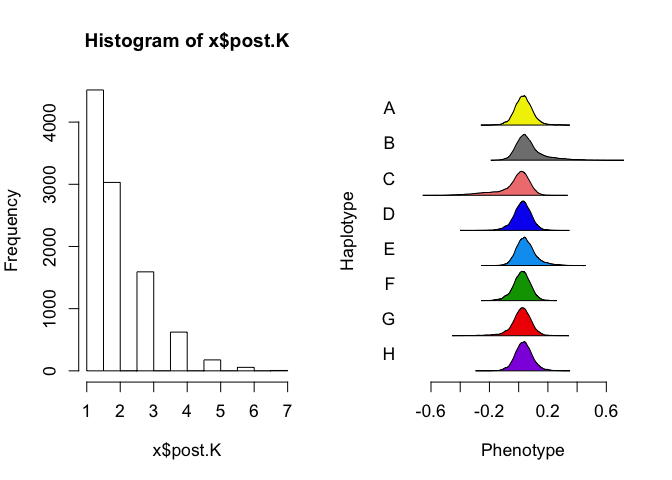 Histogram of x$post.K
Frequency
0
1000
2000
3000
4000
1 2 3 4 5 6 7
x$post.K
Haplotype
A
B
C
D
E
F
G
H
-0.6 -0.2 0.2 0.6
Phenotype